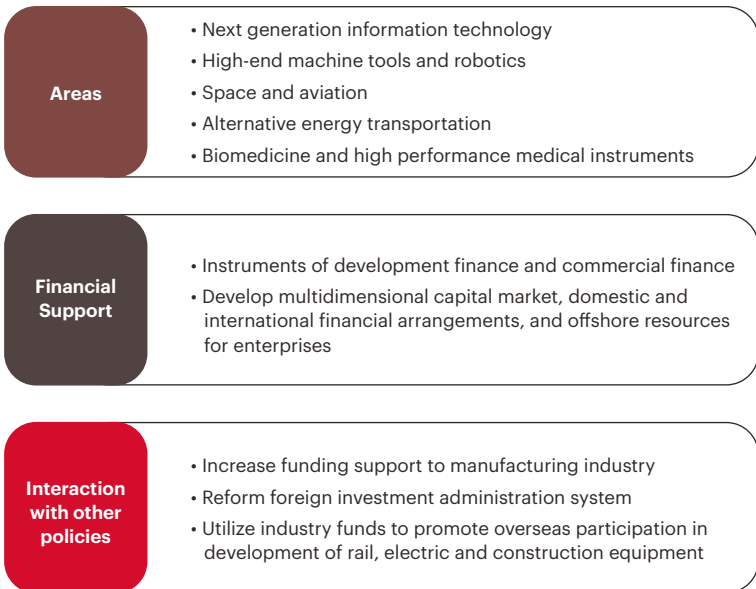 Areas
• Next generation information technology
• High-end machine tools and robotics
• Space and aviation
• Alternative energy transportation
• Biomedicine and high performance medical instruments
Financial
Support
• Instruments of development finance and commercial finance
• Develop multidimensional capital market, domestic and
international financial arrangements, and offshore resources
for enterprises
Interaction
with other
policies
• Increase funding support to manufacturing industry
• Reform foreign investment administration system
• Utilize industry funds to promote overseas participation in
development of rail, electric and construction equipment